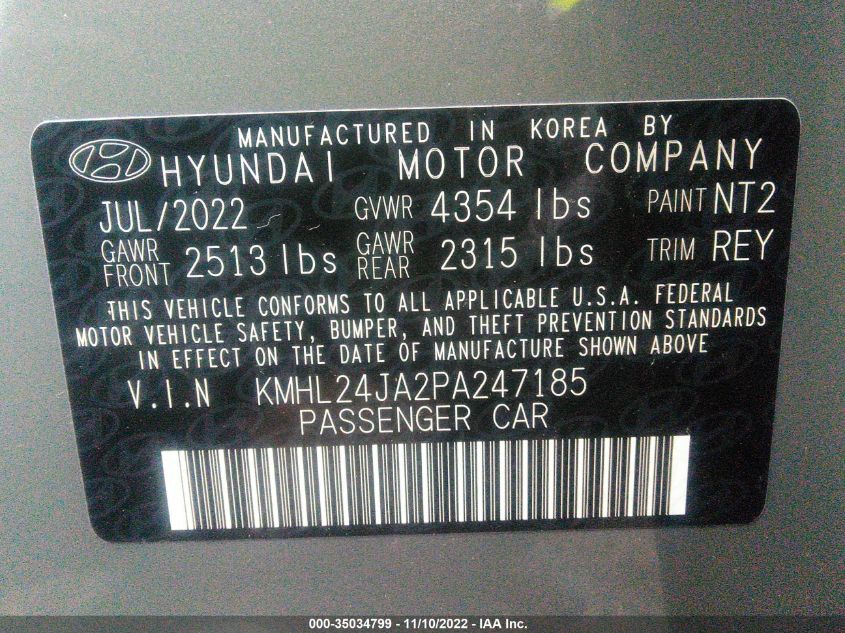 MANUFACTURED IN KOREA BY
HYUNDAI MOTOR COMPANY
JUL/2022 GVWR 4354 lbs PAINT NT2
GAWR FRONT 2513 lbs GAWR REAR 2315 lbs TRIM REY
THIS VEHICLE CONFORMS TO ALL APPLICABLE U.S.A. FEDERAL
MOTOR VEHICLE SAFETY, BUMPER, AND THEFT PREVENTION STANDARDS
IN EFFECT ON THE DATE OF MANUFACTURE SHOWN ABOVE
V.I.N KMHL24JA2PA247185
PASSENGER CAR
000-35034799 - 11/10/2022 - IAA Inc.